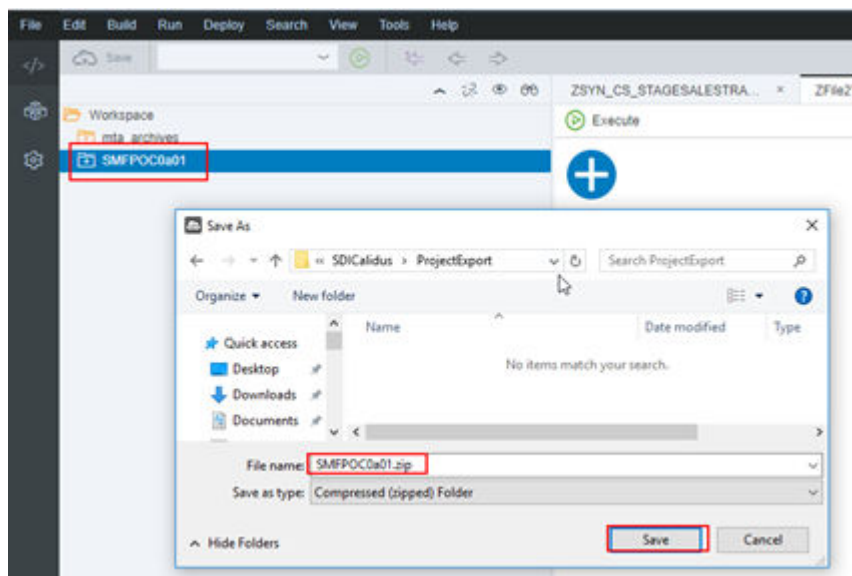 File Edit Build Run Deploy Search View Tools Help
</> Save
ZSYN_CS_STAGESALESTRA... × ZFile2
Workspace
Execute
mta_archives
SMFPOC0a01
Save As
« SDICalidus › ProjectExport Search ProjectExport
Organize New folder
Name Date modified Type
Quick access
No items match your search.
Desktop
Downloads
Documents
File name: SMFPOC0a01.zip
Save as type: Compressed (zipped) Folder
Hide Folders Save Cancel